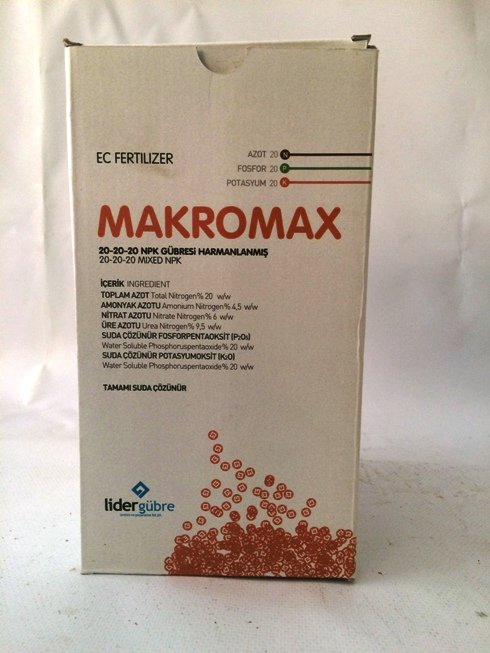 EC FERTILIZER
AZOT 20 N
FOSFOR 20 P
POTASYUM 20 K
MAKROMAX
20-20-20 NPK GÜBRESİ HARMANLANMIŞ
20-20-20 MIXED NPK
İÇERİK INGREDIENT
TOPLAM AZOT Total Nitrogen% 20 w/w
AMONYAK AZOTU Amonium Nitrogen% 4,5 w/w
NİTRAT AZOTU Nitrate Nitrogen% 6 w/w
ÜRE AZOTU Urea Nitrogen% 9,5 w/w
SUDA ÇÖZÜNÜR FOSFORPENTAOKSİT (P₂O₅)
Water Soluble Phosphoruspentaoxide% 20 w/w
SUDA ÇÖZÜNÜR POTASYUMOKSİT (K₂O)
Water Soluble Phosphoruspentaoxide% 20 w/w
TAMAMI SUDA ÇÖZÜNÜR
lidergübre